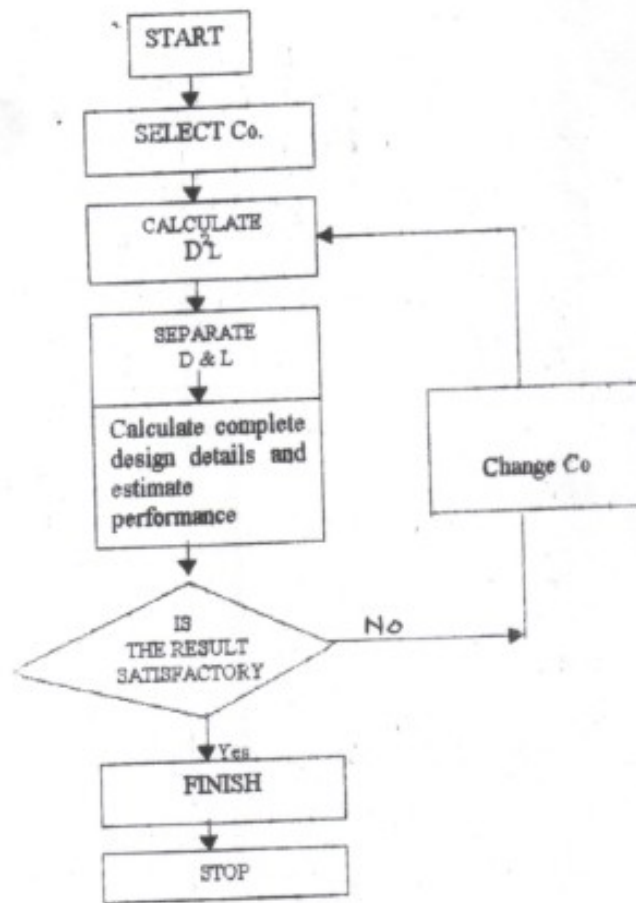 START
SELECT Co.
CALCULATE
D²L
SEPARATE
D & L
Calculate complete
design details and
estimate
performance
Change Co
IS
THE RESULT
SATISFACTORY
No
Yes
FINISH
STOP